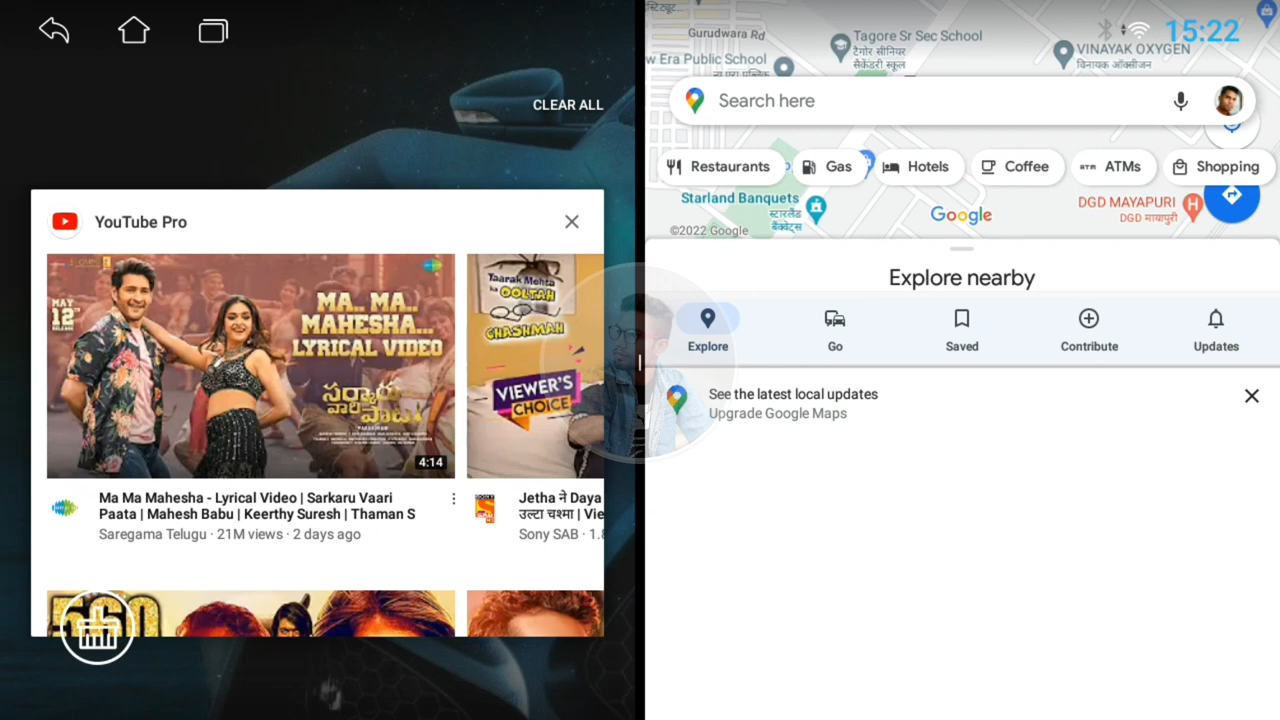 CLEAR ALL
YouTube Pro
MAY
12TH
RELEASE
MA.. MA..
MAHESHA...
LYRICAL VIDEO
సర్కారు
వారి పాట
4:14
Ma Ma Mahesha - Lyrical Video | Sarkaru Vaari
Paata | Mahesh Babu | Keerthy Suresh | Thaman S
Saregama Telugu · 21M views · 2 days ago
Taarak Mehta
OOLTAH
CHASHMAH
VIEWER'S
CHOICE
Jetha ने Daya
उल्टा चश्मा | Vie
Sony SAB · 1.
15:22
Gurudwara Rd
Tagore Sr Sec School
टैगोर सीनियर
सैकेंडरी स्कूल
w Era Public School
VINAYAK OXYGEN
विनायक ऑक्सीजन
Search here
Restaurants
Gas
Hotels
Coffee
ATM
ATMs
Shopping
Starland Banquets
स्टारलैंड
बैंक्वेट्स
DGD MAYAPURI
DGD मायापुरी
H
Google
©2022 Google
Explore nearby
Explore
Go
Saved
Contribute
Updates
See the latest local updates
Upgrade Google Maps